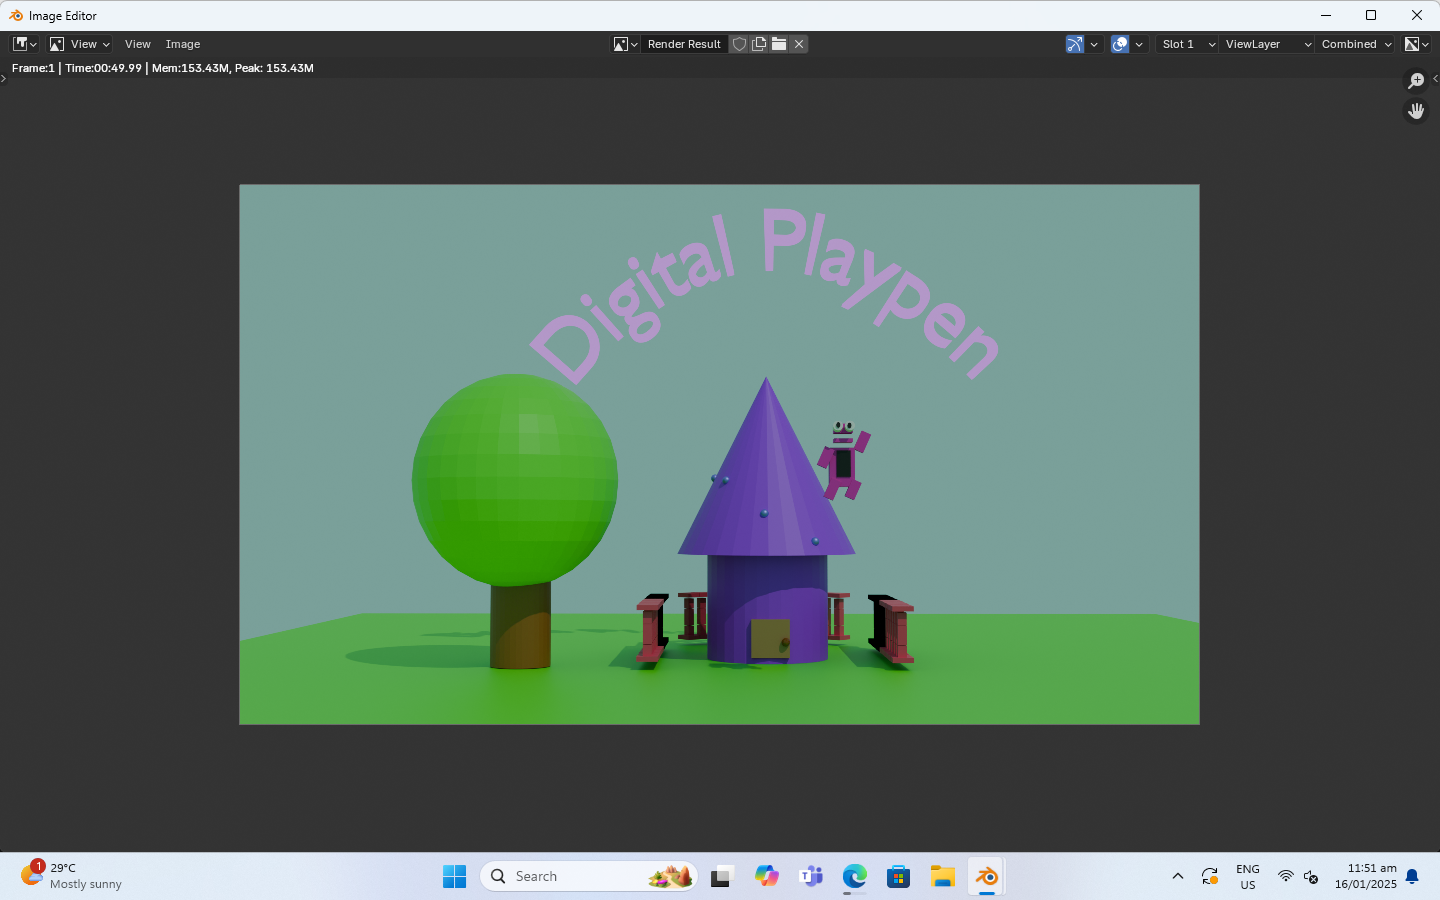 Image Editor
View View Image Render Result Slot 1 ViewLayer Combined
Frame:1 | Time:00:49.99 | Mem:153.43M, Peak: 153.43M
Digital Playpen
1
29°C
Mostly sunny
Search
T
ENG
US
11:51 am
16/01/2025